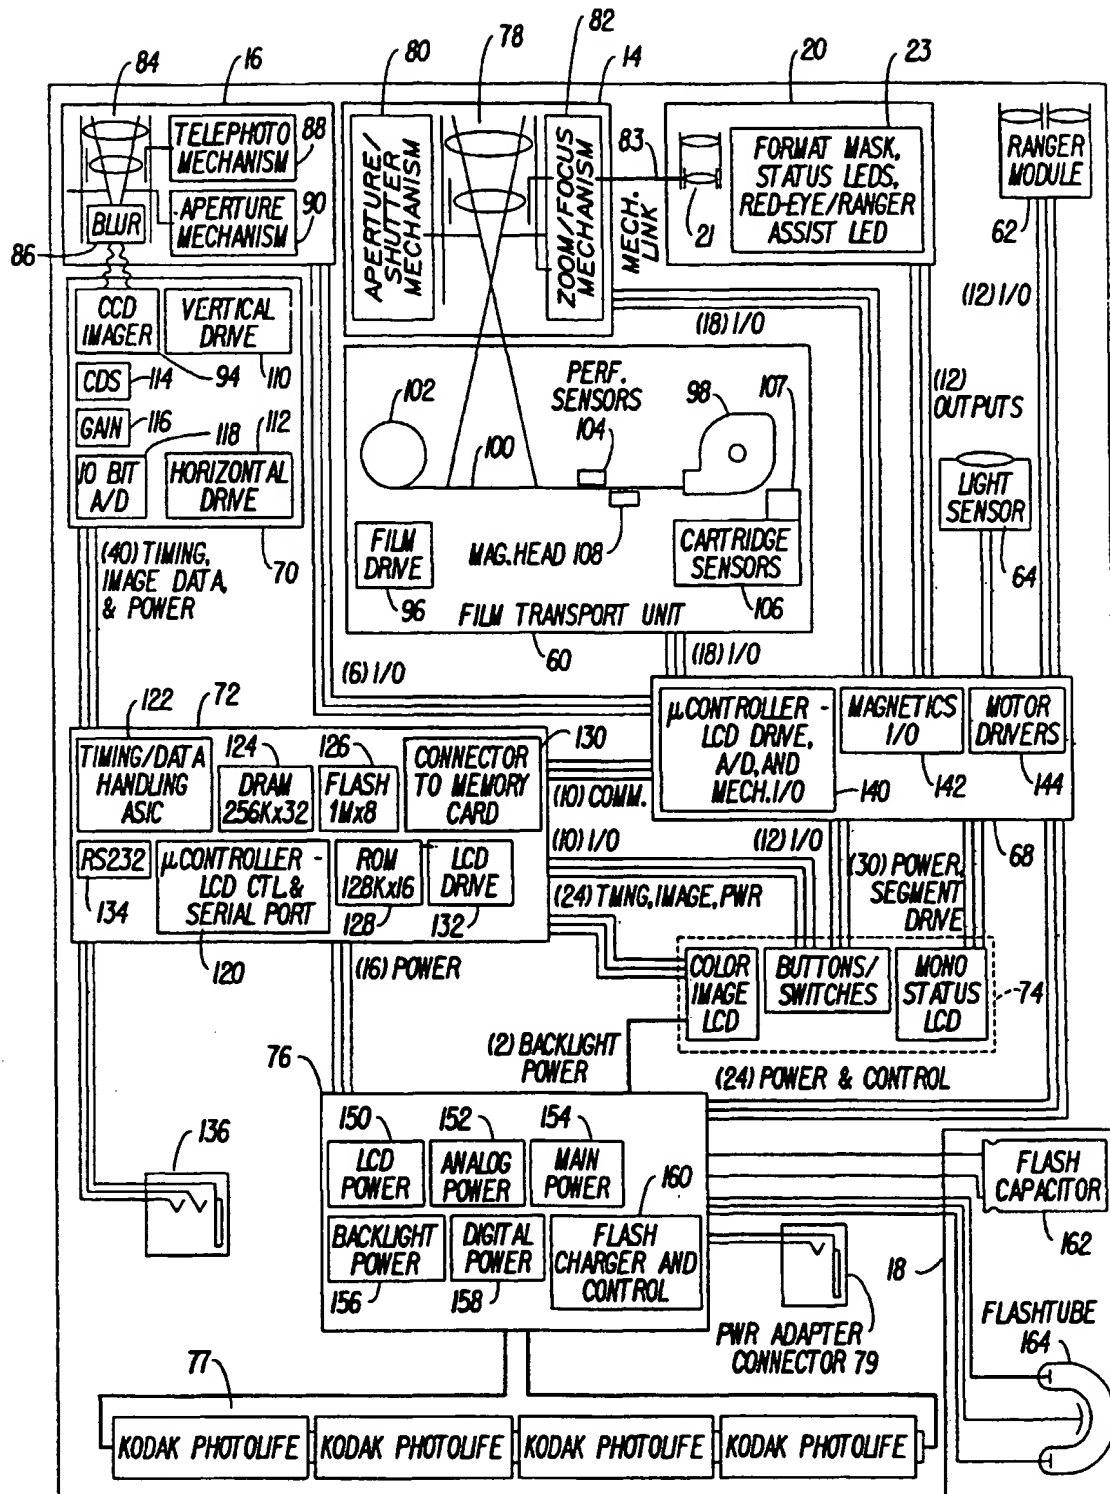 84
16
80
78
82
14
20
23
TELEPHOTO
MECHANISM
88
APERTURE
MECHANISM
90
BLUR
86
APERTURE/
SHUTTER
MECHANISM
ZOOM/FOCUS
MECHANISM
83
MECH.
LINK
21
FORMAT MASK,
STATUS LEDS,
RED-EYE/RANGER
ASSIST LED
RANGER
MODULE
62
(12) I/O
(18) I/O
(12)
OUTPUTS
CCD
IMAGER
94
VERTICAL
DRIVE
110
CDS
114
GAIN
116
118
112
10 BIT
A/D
HORIZONTAL
DRIVE
70
102
100
PERF.
SENSORS
104
98
107
FILM
DRIVE
96
MAG. HEAD 108
CARTRIDGE
SENSORS
106
FILM TRANSPORT UNIT
60
LIGHT
SENSOR
64
(40) TIMING,
IMAGE DATA,
& POWER
(6) I/O
(18) I/O
122
72
TIMING/DATA
HANDLING
ASIC
124
DRAM
256Kx32
126
FLASH
1Mx8
CONNECTOR
TO MEMORY
CARD
130
(10) COMM.
μCONTROLLER -
LCD DRIVE,
A/D, AND
MECH. I/O
140
MAGNETICS
I/O
142
MOTOR
DRIVERS
144
68
RS232
134
μCONTROLLER -
LCD CTL. &
SERIAL PORT
120
ROM
128Kx16
128
LCD
DRIVE
132
(10) I/O
(12) I/O
(30) POWER,
SEGMENT
DRIVE
(24) TMNG, IMAGE, PWR
(16) POWER
COLOR
IMAGE
LCD
BUTTONS/
SWITCHES
MONO
STATUS
LCD
74
(2) BACKLIGHT
POWER
(24) POWER & CONTROL
76
136
150
LCD
POWER
152
ANALOG
POWER
154
MAIN
POWER
160
BACKLIGHT
POWER
156
DIGITAL
POWER
158
FLASH
CHARGER AND
CONTROL
FLASH
CAPACITOR
162
18
PWR ADAPTER
CONNECTOR 79
FLASHTUBE
164
77
KODAK PHOTOLIFE
KODAK PHOTOLIFE
KODAK PHOTOLIFE
KODAK PHOTOLIFE